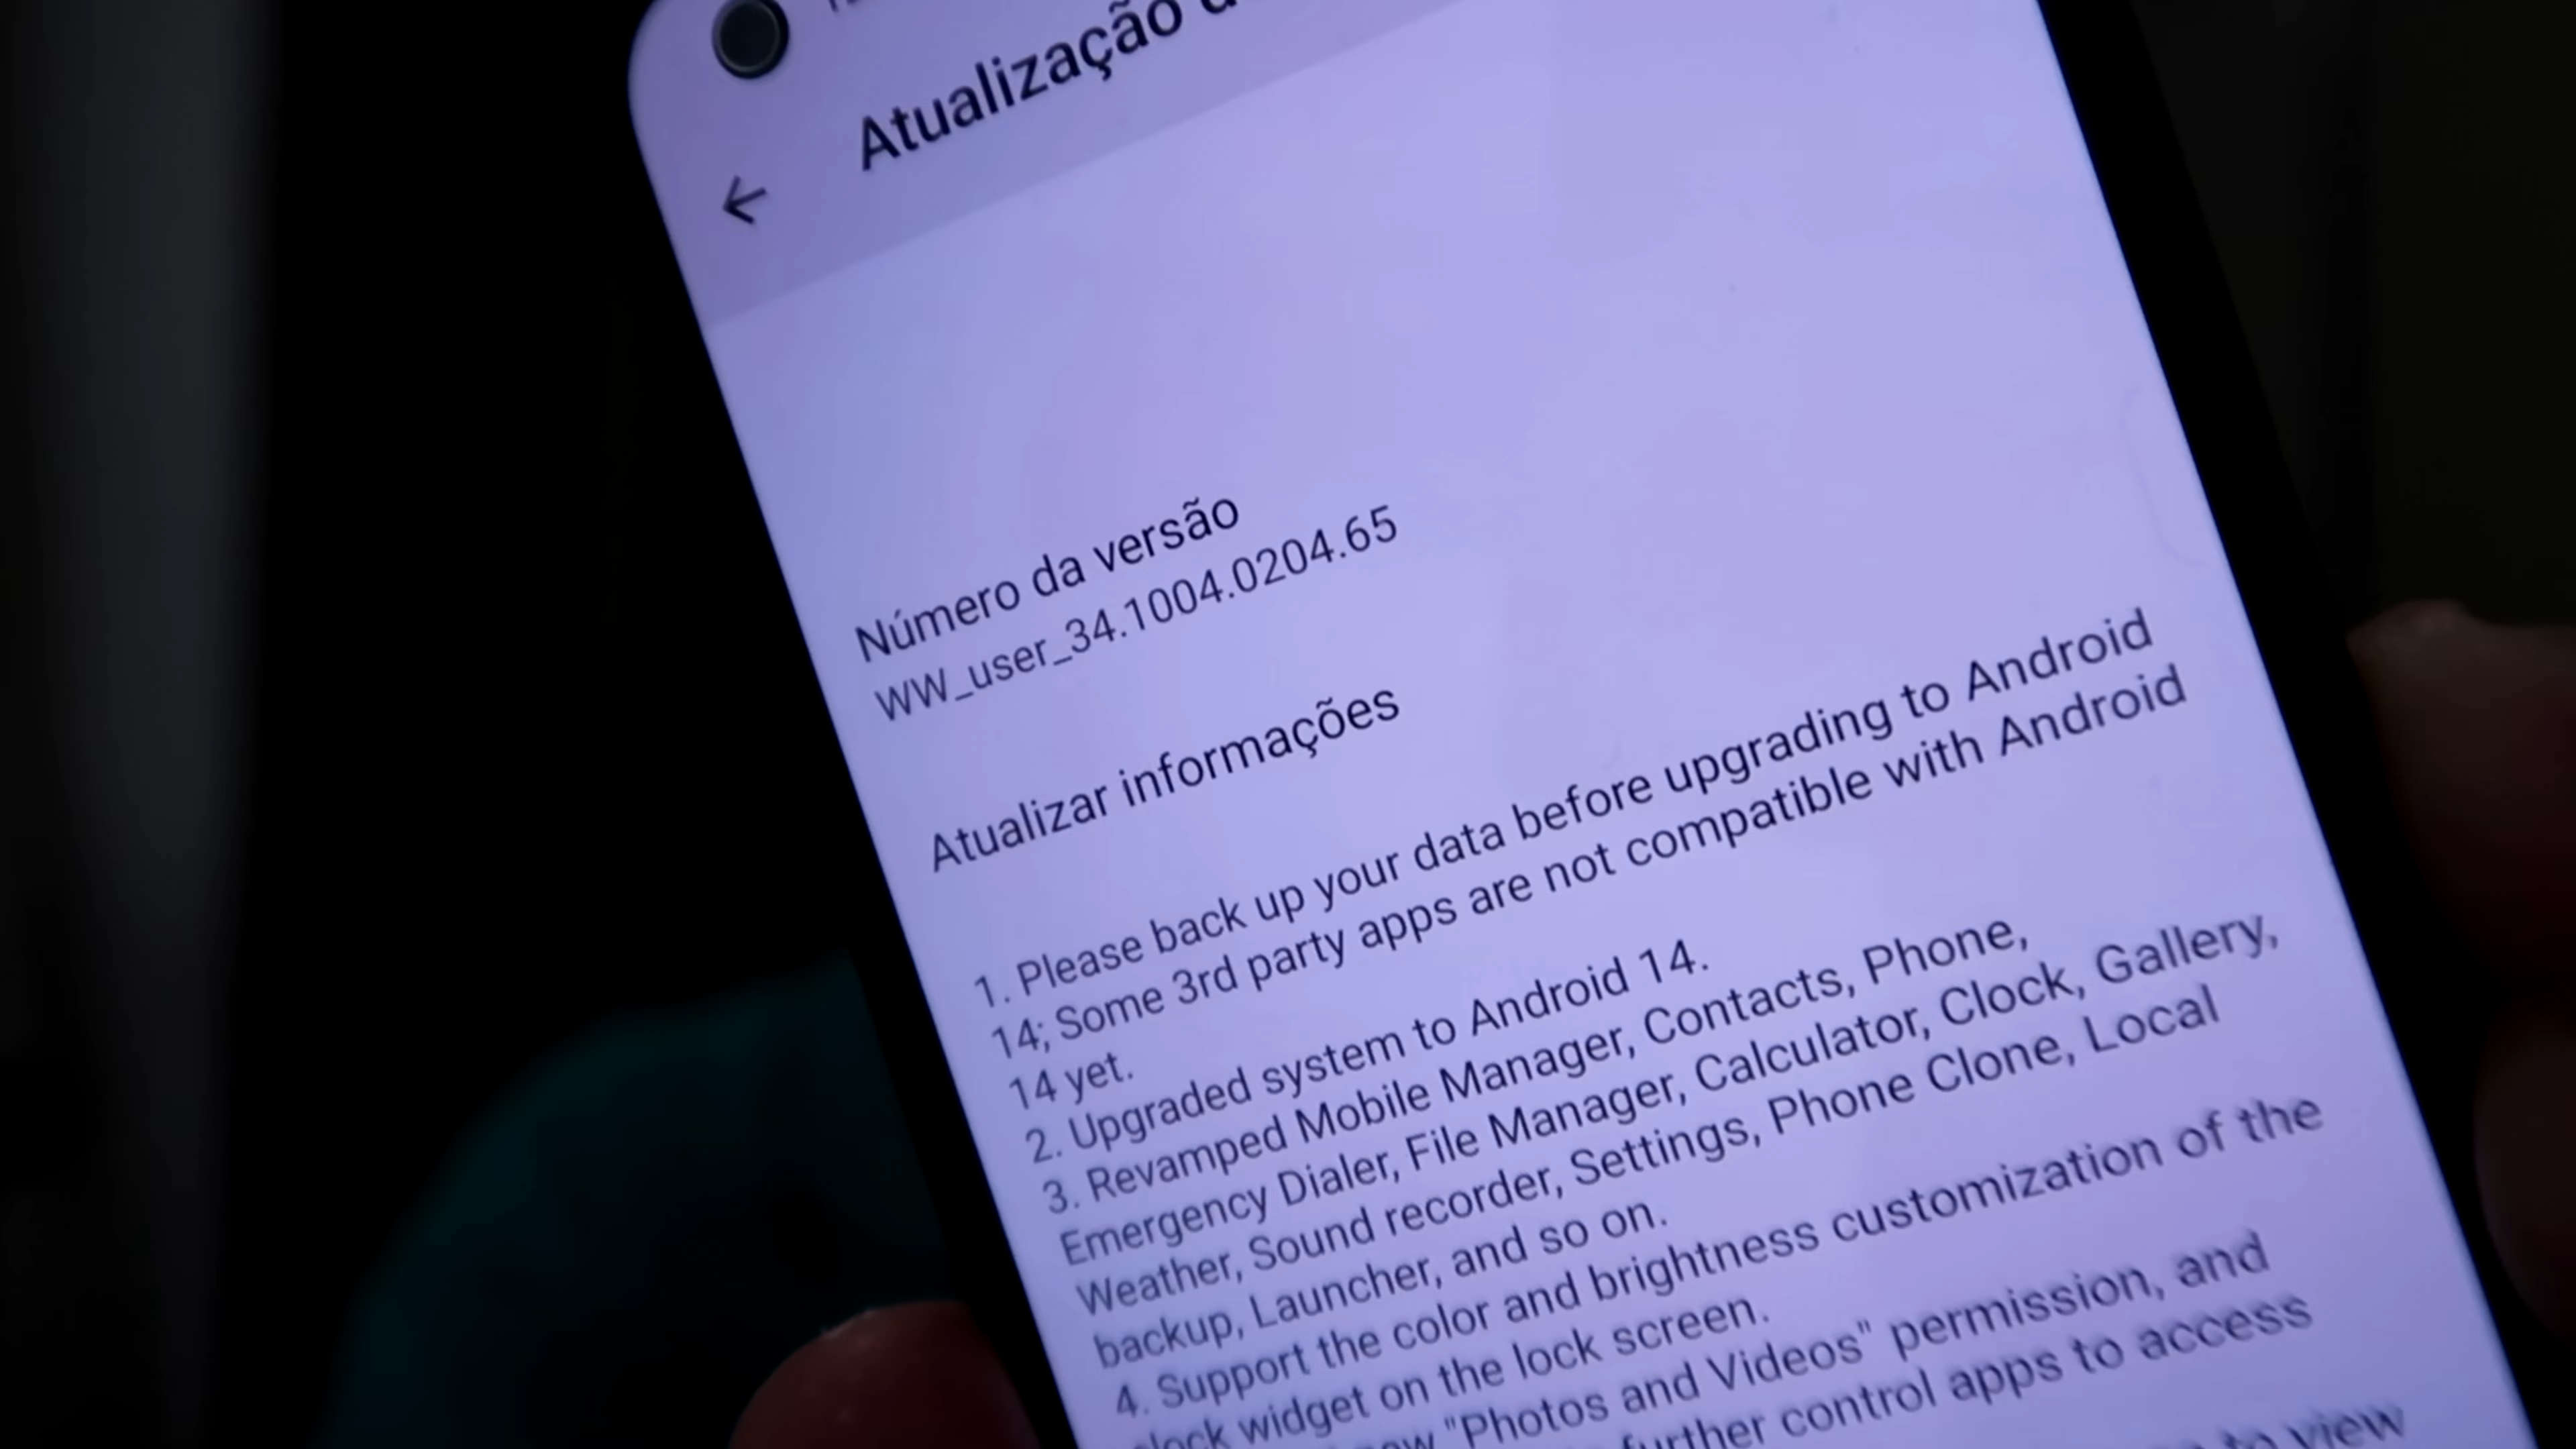 Atualização
Número da versão
WW_user_34.1004.0204.65
Atualizar informações
1. Please back up your data before upgrading to Android
14; Some 3rd party apps are not compatible with Android
14 yet.
2. Upgraded system to Android 14.
3. Revamped Mobile Manager, Contacts, Phone,
Emergency Dialer, File Manager, Calculator, Clock, Gallery,
Weather, Sound recorder, Settings, Phone Clone, Local
backup, Launcher, and so on.
4. Support the color and brightness customization of the
clock widget on the lock screen.
"Photos and Videos" permission, and
further control apps to access
to view